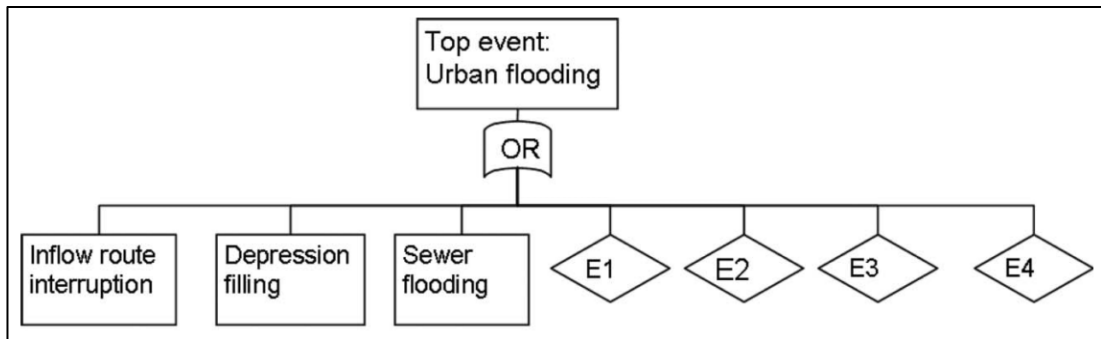 Top event:
Urban flooding
OR
Inflow route
interruption
Depression
filling
Sewer
flooding
E1
E2
E3
E4